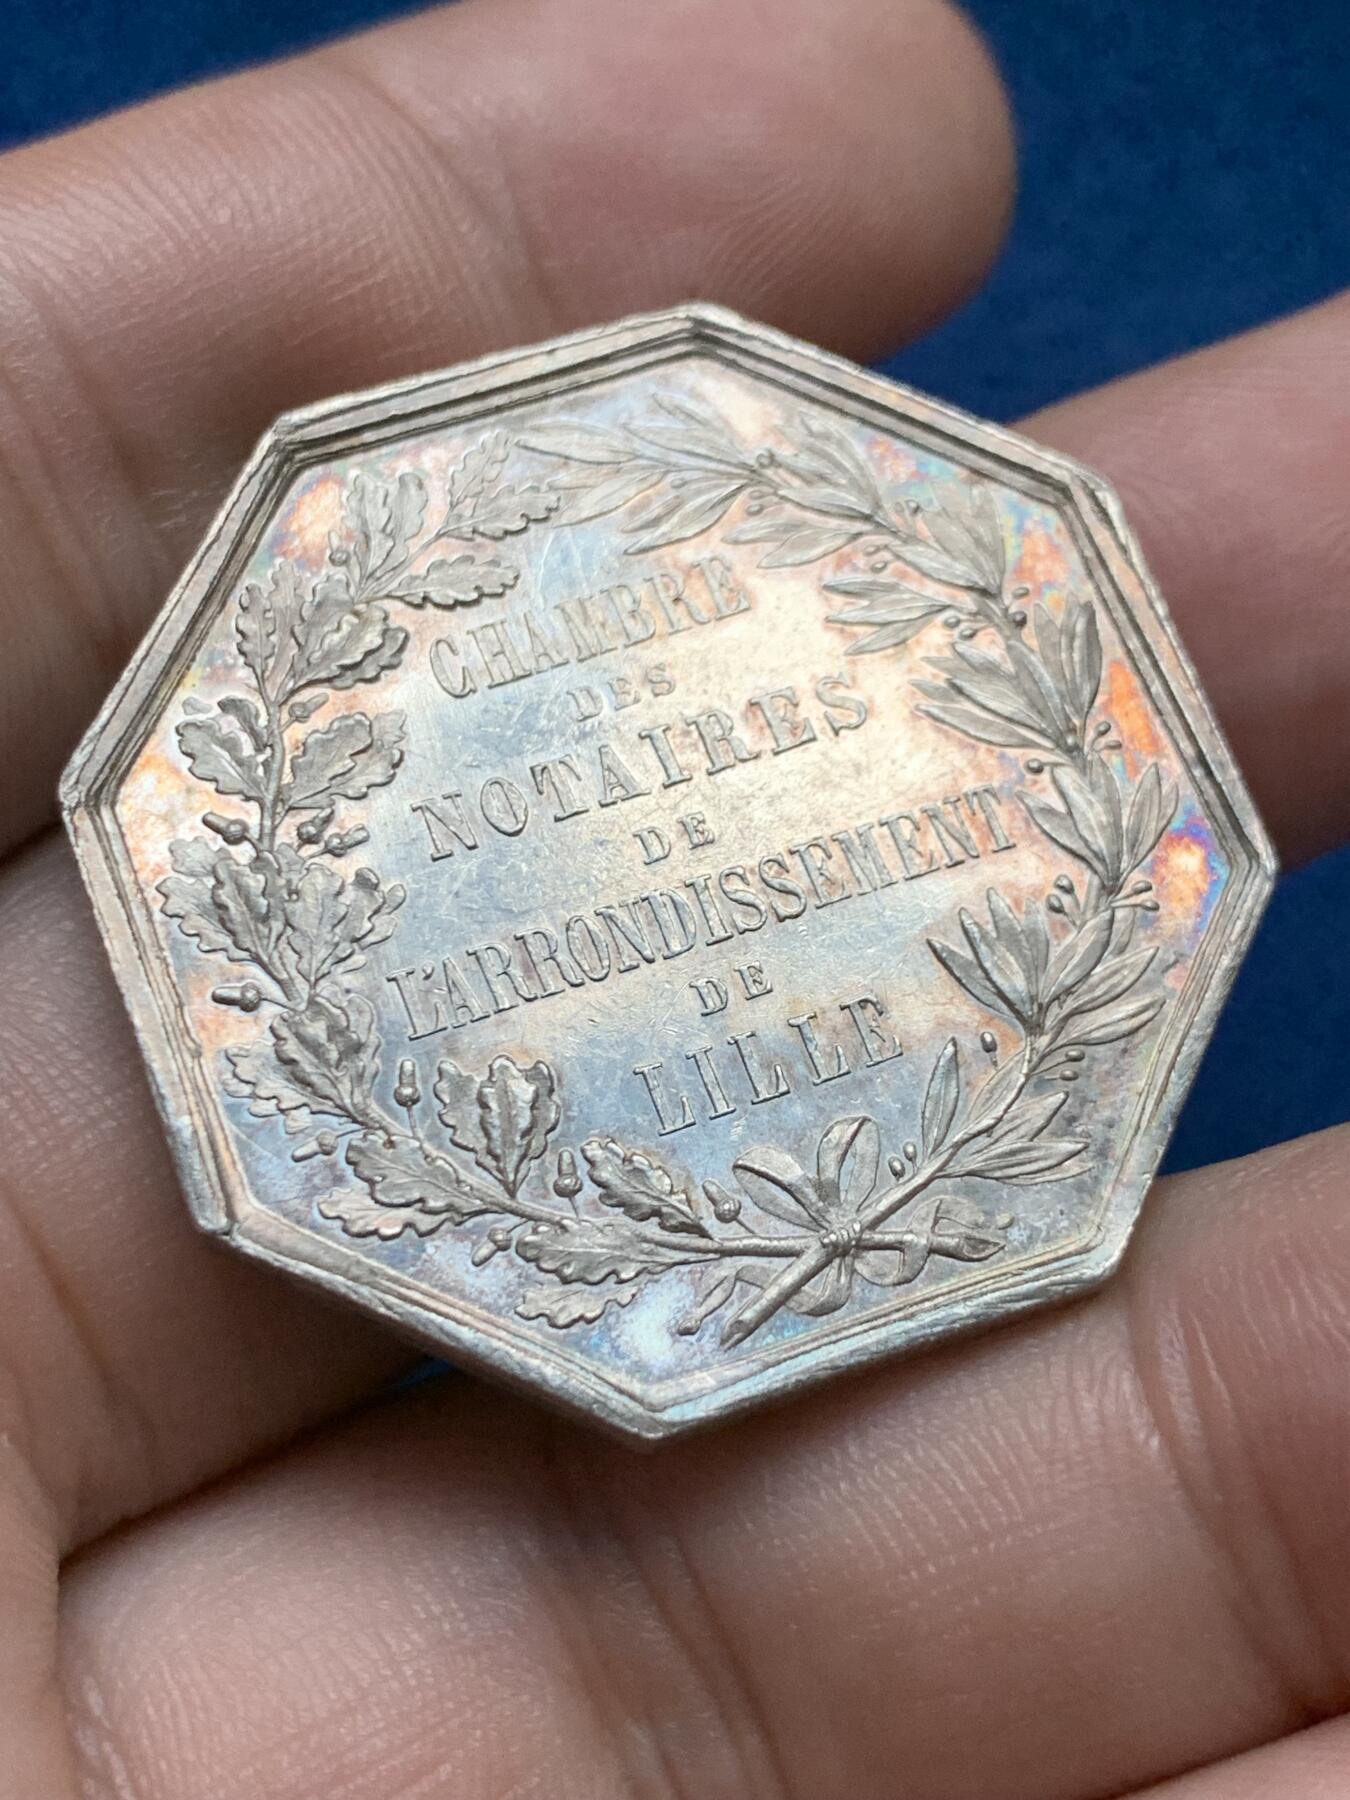 CHAMBRE
DES
NOTAIRES
DE
L'ARRONDISSEMENT
DE
LILLE